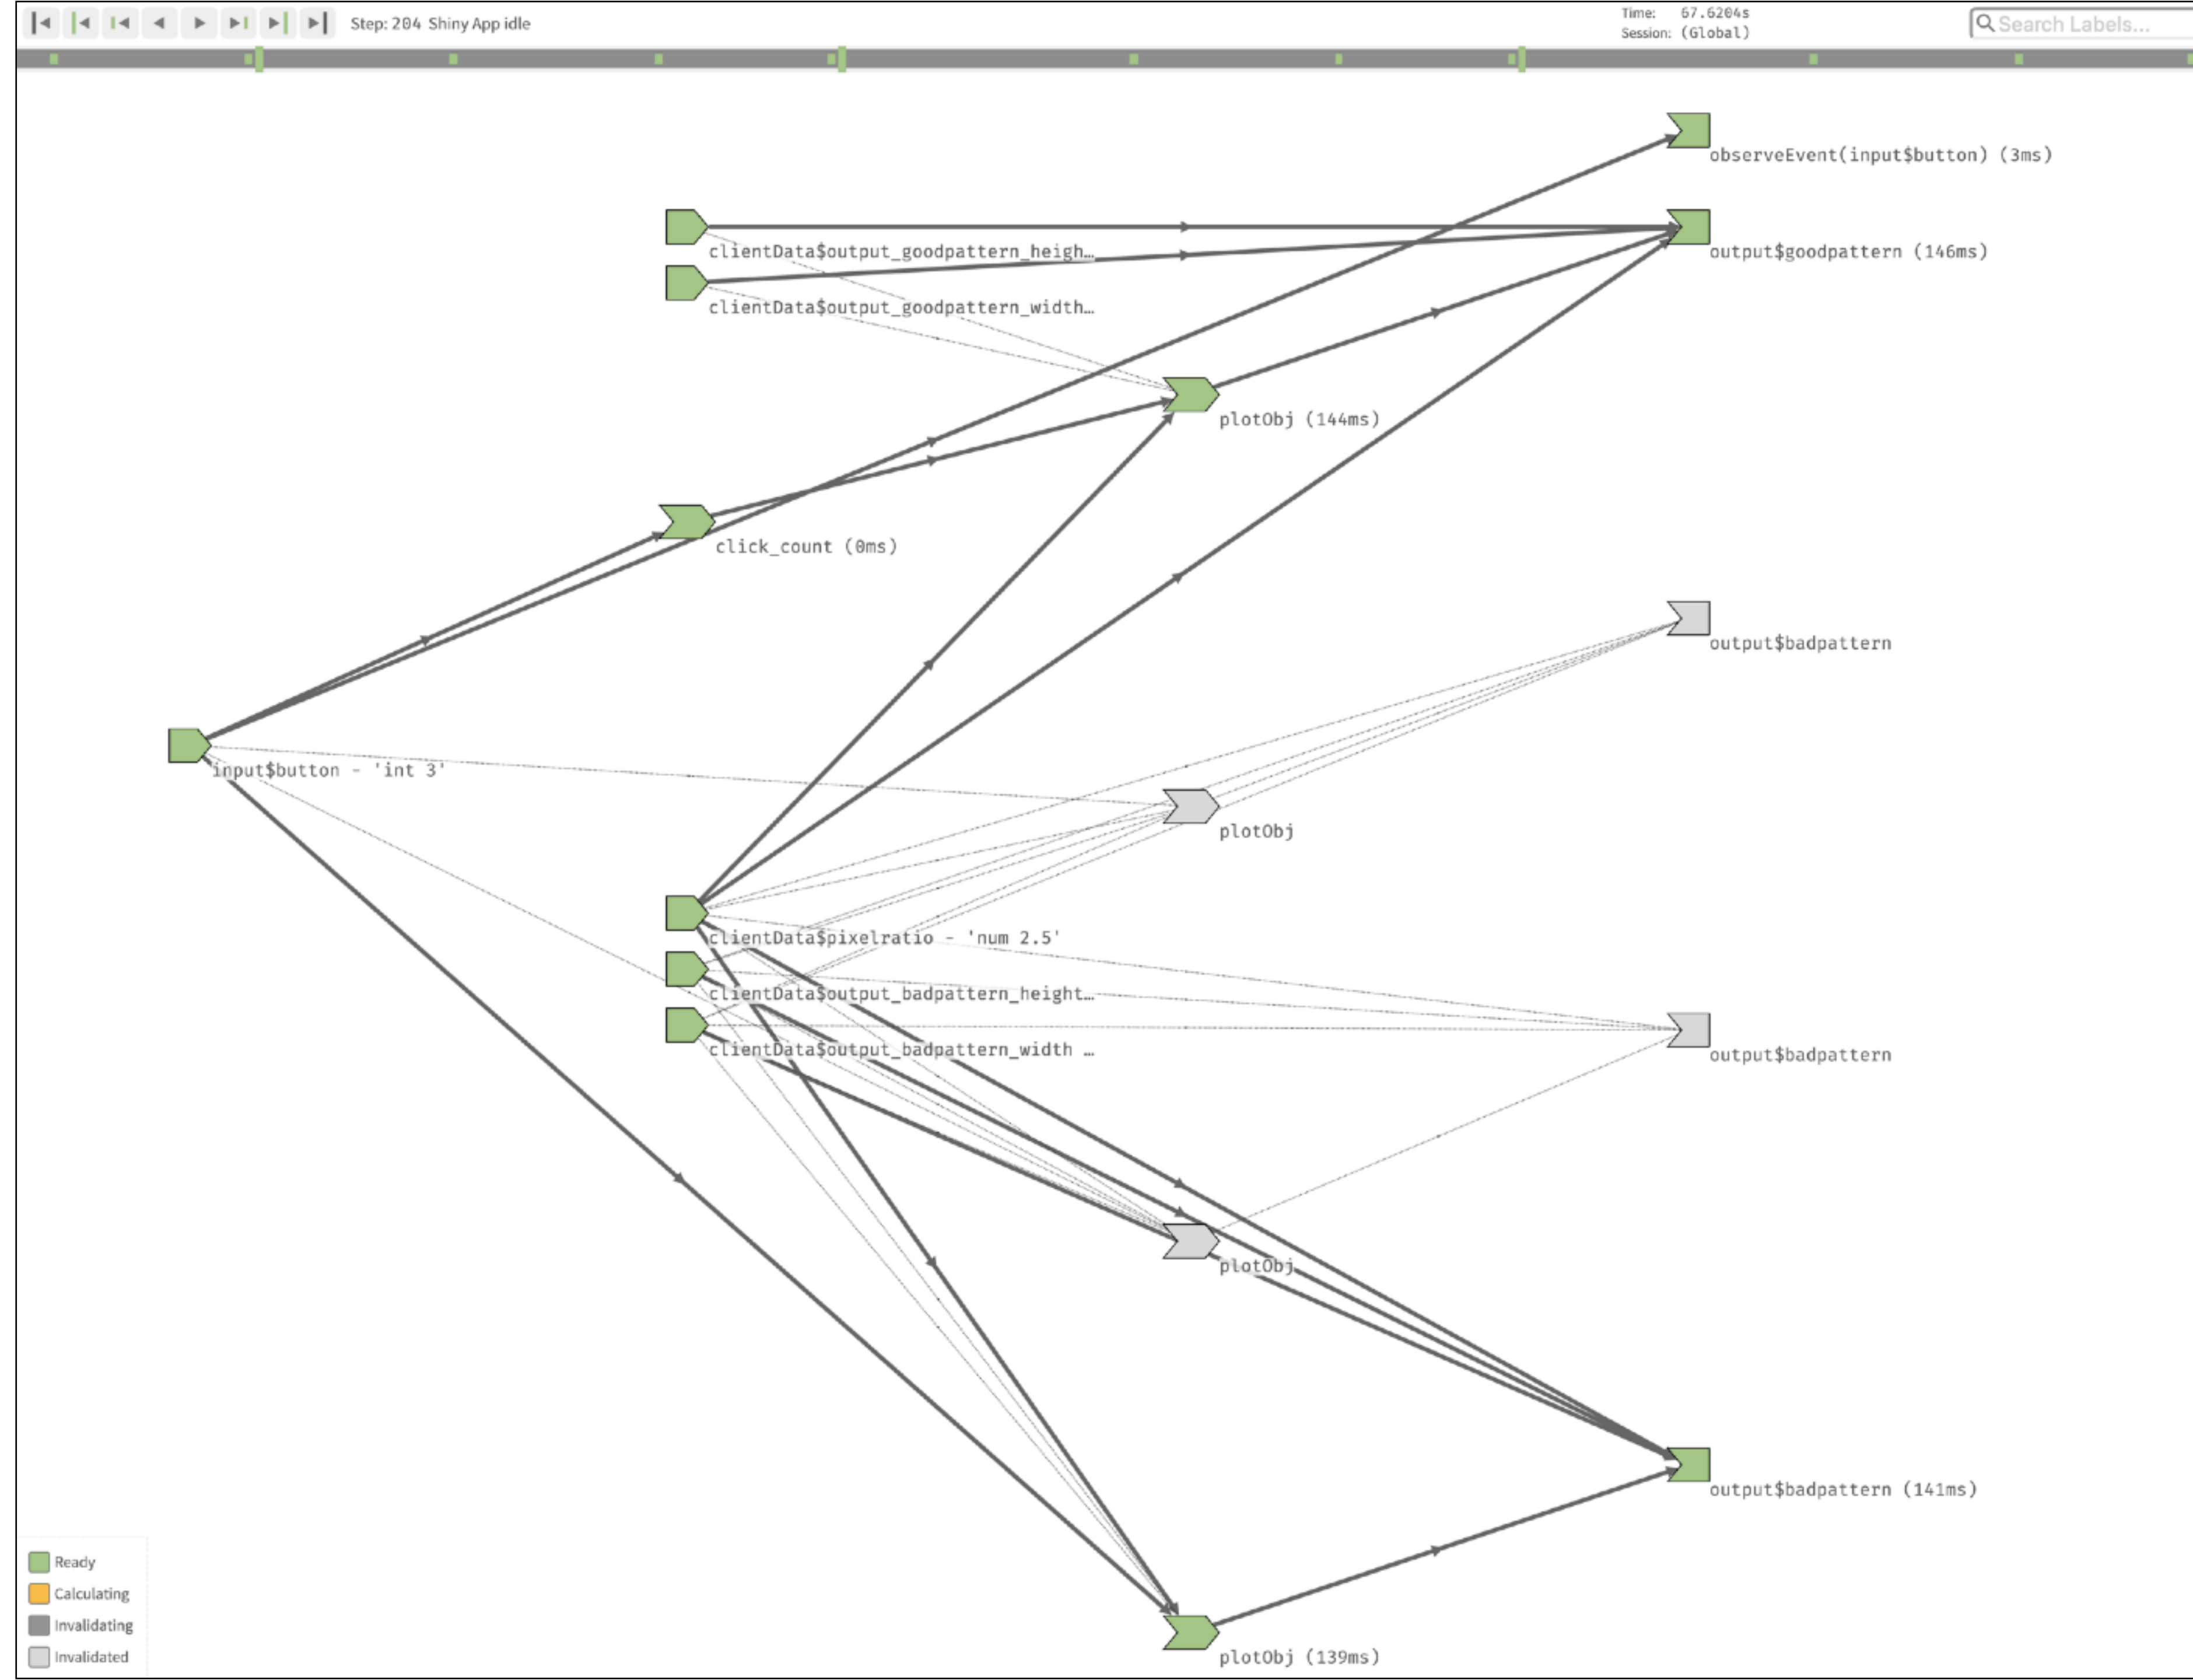 Step: 204 Shiny App idle
Time: 67.6204s
Session: (Global)
Search Labels...
observeEvent(input$button) (3ms)
clientData$output_goodpattern_heigh…
output$goodpattern (146ms)
clientData$output_goodpattern_width…
plotObj (144ms)
click_count (0ms)
output$badpattern
input$button - 'int 3'
plotObj
clientData$pixelratio - 'num 2.5'
clientData$output_badpattern_height…
clientData$output_badpattern_width …
output$badpattern
plotObj
output$badpattern (141ms)
plotObj (139ms)
Ready
Calculating
Invalidating
Invalidated